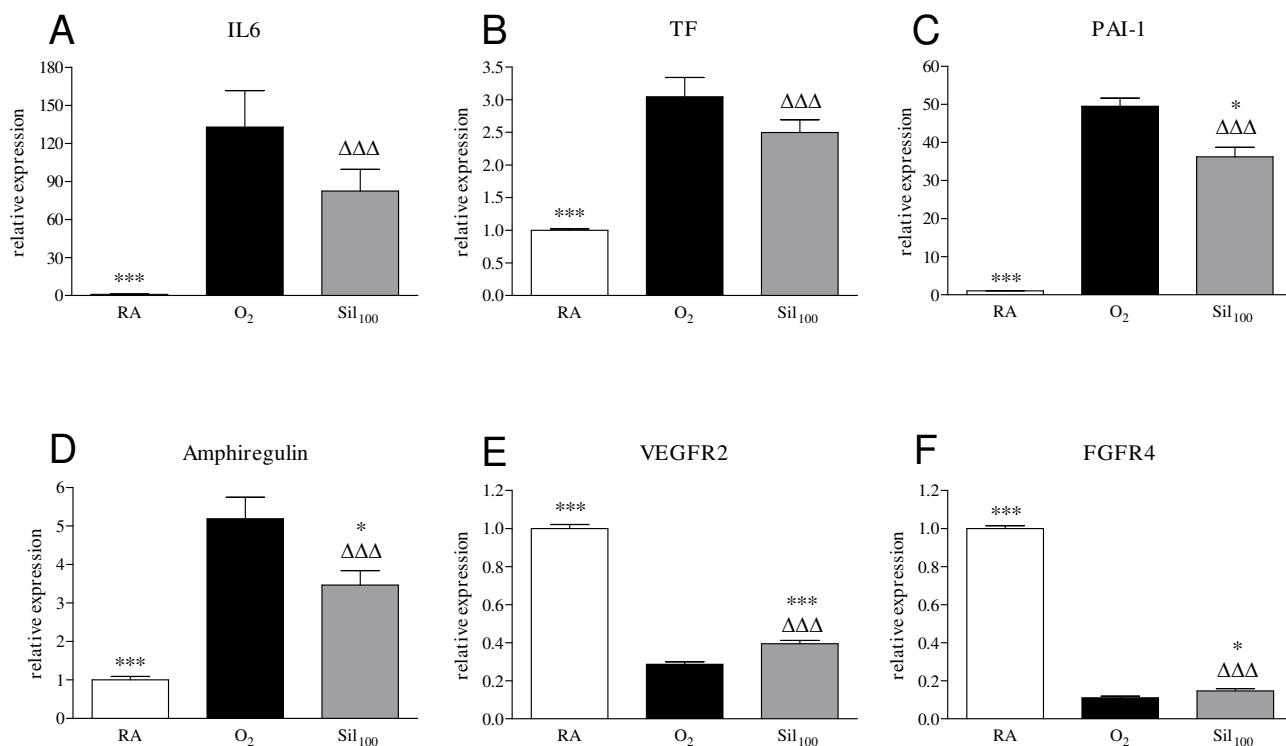 A
IL6
relative expression
180
150
120
90
60
30
0
***
ΔΔΔ
RA
O₂
Sil₁₀₀
B
TF
relative expression
3.5
3.0
2.5
2.0
1.5
1.0
0.5
0.0
***
ΔΔΔ
RA
O₂
Sil₁₀₀
C
PAI-1
relative expression
60
50
40
30
20
10
0
***
*
ΔΔΔ
RA
O₂
Sil₁₀₀
D
Amphiregulin
relative expression
6
5
4
3
2
1
0
***
*
ΔΔΔ
RA
O₂
Sil₁₀₀
E
VEGFR2
relative expression
1.2
1.0
0.8
0.6
0.4
0.2
0.0
***
***
ΔΔΔ
RA
O₂
Sil₁₀₀
F
FGFR4
relative expression
1.2
1.0
0.8
0.6
0.4
0.2
0.0
***
*
ΔΔΔ
RA
O₂
Sil₁₀₀